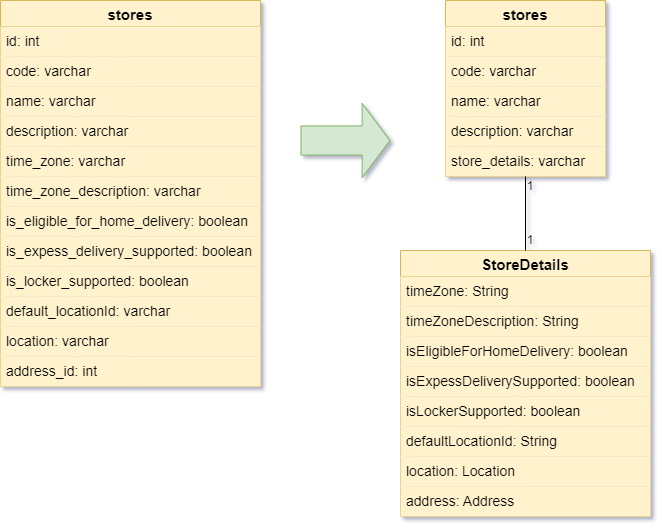 stores
id: int
code: varchar
name: varchar
description: varchar
time_zone: varchar
time_zone_description: varchar
is_eligible_for_home_delivery: boolean
is_expess_delivery_supported: boolean
is_locker_supported: boolean
default_locationId: varchar
location: varchar
address_id: int
stores
id: int
code: varchar
name: varchar
description: varchar
store_details: varchar
1
1
StoreDetails
timeZone: String
timeZoneDescription: String
isEligibleForHomeDelivery: boolean
isExpessDeliverySupported: boolean
isLockerSupported: boolean
defaultLocationId: String
location: Location
address: Address